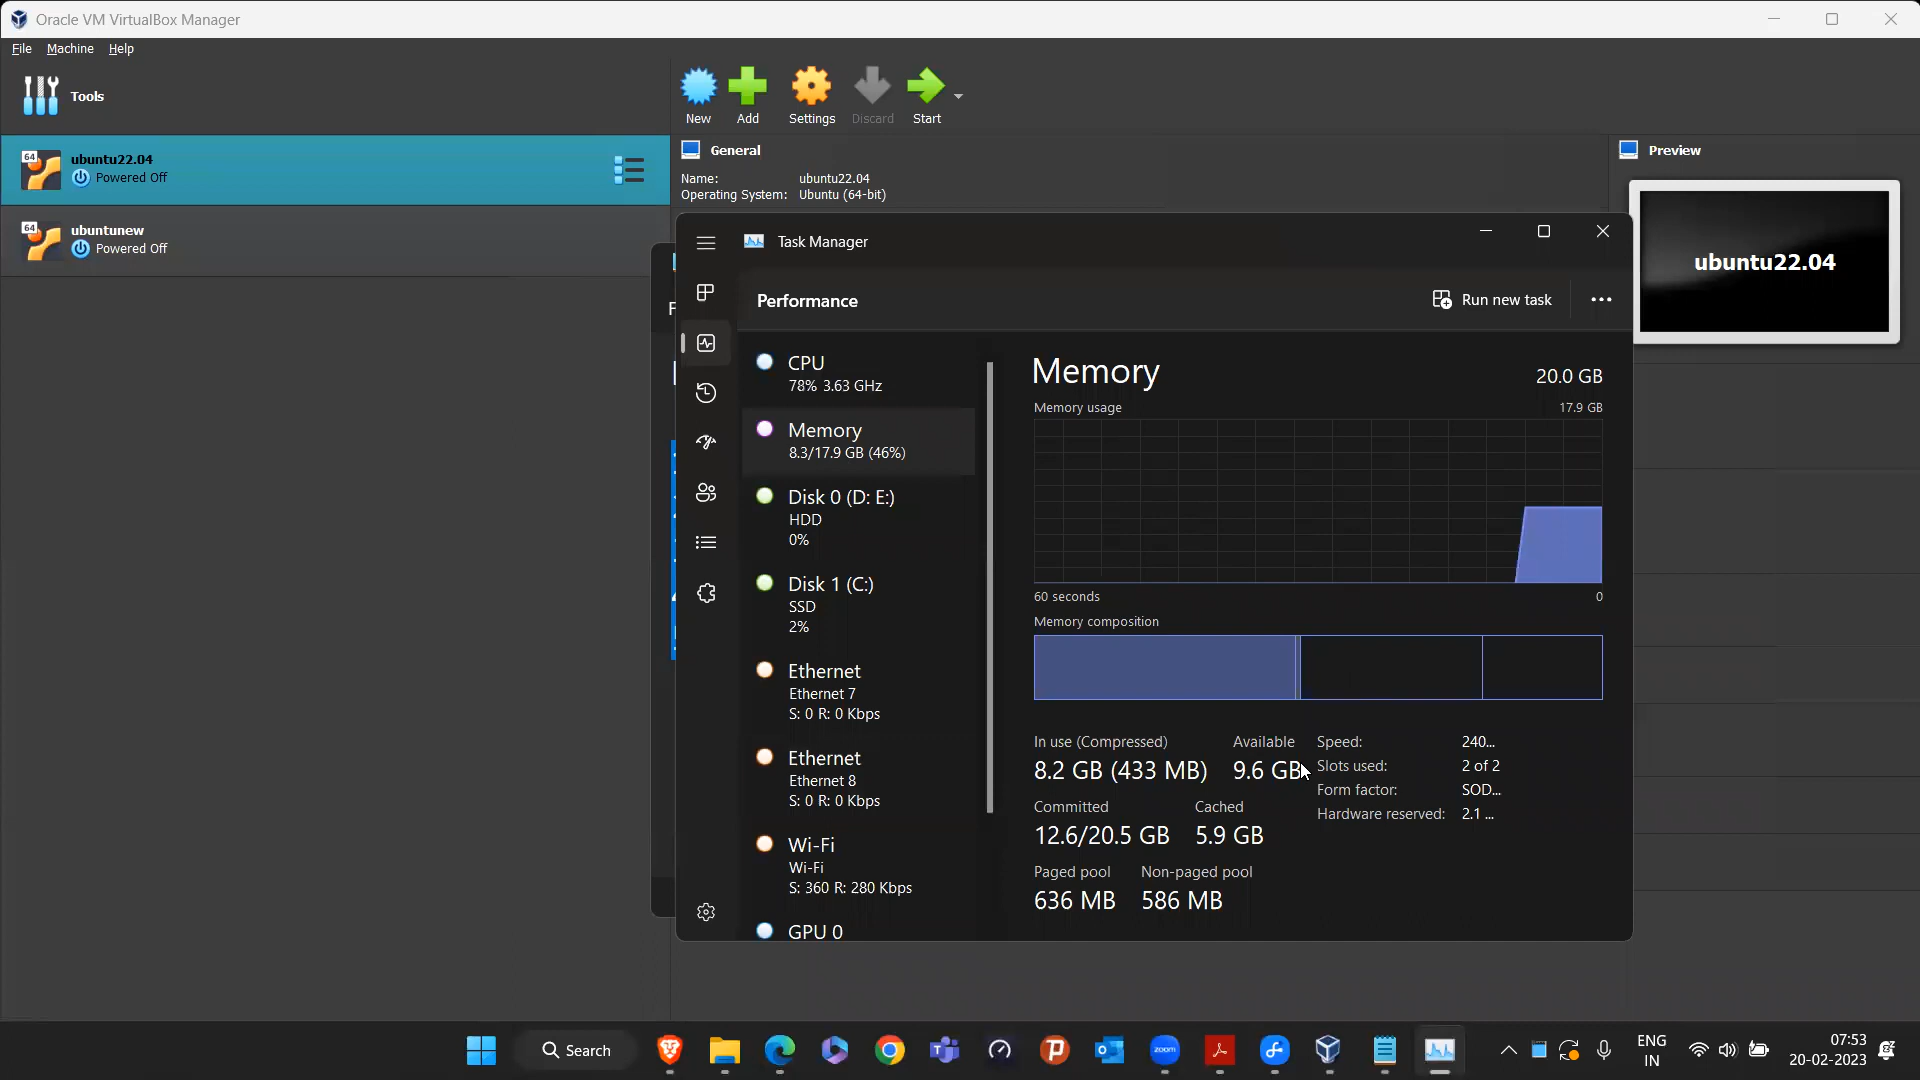 Oracle VM VirtualBox Manager
File Machine Help
Tools
New Add Settings Discard Start
64
ubuntu22.04
Powered Off
64
ubuntunew
Powered Off
General
Name: ubuntu22.04
Operating System: Ubuntu (64-bit)
Preview
ubuntu22.04
Task Manager
Performance
Run new task
CPU
78% 3.63 GHz
Memory
8.3/17.9 GB (46%)
Disk 0 (D: E:)
HDD
0%
Disk 1 (C:)
SSD
2%
Ethernet
Ethernet 7
S: 0 R: 0 Kbps
Ethernet
Ethernet 8
S: 0 R: 0 Kbps
Wi-Fi
Wi-Fi
S: 360 R: 280 Kbps
GPU 0
Memory 20.0 GB
Memory usage 17.9 GB
60 seconds 0
Memory composition
In use (Compressed) Available
8.2 GB (433 MB) 9.6 GB
Committed Cached
12.6/20.5 GB 5.9 GB
Paged pool Non-paged pool
636 MB 586 MB
Speed: 240...
Slots used: 2 of 2
Form factor: SOD...
Hardware reserved: 2.1 ...
Search
zoom
ENG
IN
07:53
20-02-2023